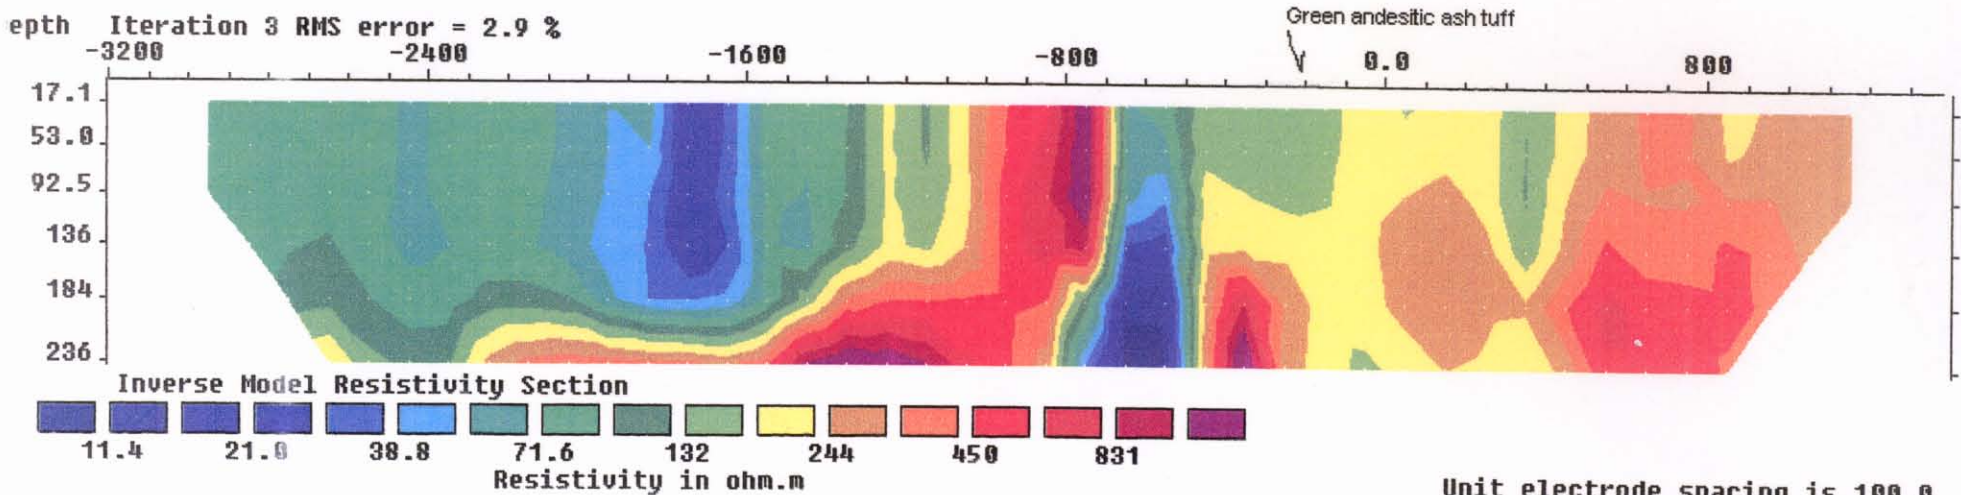 epth Iteration 3 RMS error = 2.9 %
Green andesitic ash tuff
-3200 -2400 -1600 -800 0.0 800
17.1
53.0
92.5
136
184
236
Inverse Model Resistivity Section
11.4 21.0 38.8 71.6 132 244 450 831
Resistivity in ohm.m
Unit electrode spacing is 100.0